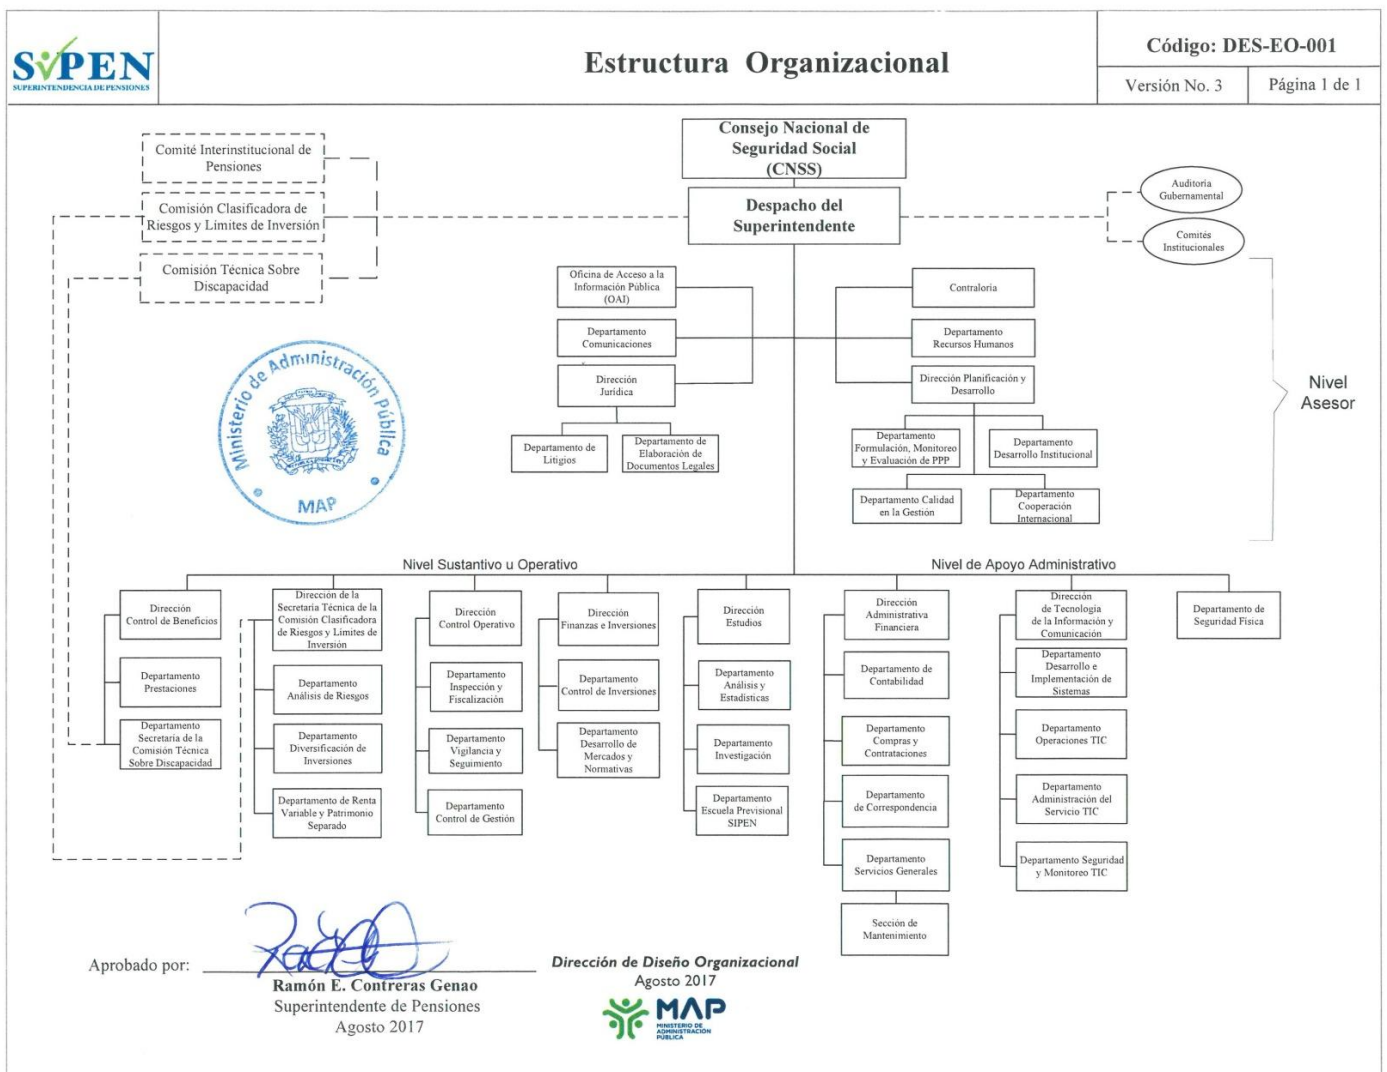 SIPEN
SUPERINTENDENCIA DE PENSIONES
Estructura Organizacional
Código: DES-EO-001
Versión No. 3
Página 1 de 1
Comité Interinstitucional de
Pensiones
Comisión Clasificadora de
Riesgos y Límites de Inversión
Comisión Técnica Sobre
Discapacidad
Consejo Nacional de
Seguridad Social
(CNSS)
Despacho del
Superintendente
Auditoría
Gubernamental
Comités
Institucionales
Oficina de Acceso a la
Información Pública
(OAI)
Departamento
Comunicaciones
Dirección
Jurídica
Departamento de
Litigios
Departamento de
Elaboración de
Documentos Legales
Contraloría
Departamento
Recursos Humanos
Dirección Planificación y
Desarrollo
Departamento
Formulación, Monitoreo
y Evaluación de PPP
Departamento
Desarrollo Institucional
Departamento Calidad
en la Gestión
Departamento
Cooperación
Internacional
Nivel
Asesor
Ministerio de Administración Pública
MAP
Nivel Sustantivo u Operativo
Nivel de Apoyo Administrativo
Dirección
Control de Beneficios
Departamento
Prestaciones
Departamento
Secretaría de la
Comisión Técnica
Sobre Discapacidad
Dirección de la
Secretaría Técnica de la
Comisión Clasificadora
de Riesgos y Límites de
Inversión
Departamento
Análisis de Riesgos
Departamento
Diversificación de
Inversiones
Departamento de Renta
Variable y Patrimonio
Separado
Dirección
Control Operativo
Departamento
Inspección y
Fiscalización
Departamento
Vigilancia y
Seguimiento
Departamento
Control de Gestión
Dirección
Finanzas e Inversiones
Departamento
Control de Inversiones
Departamento
Desarrollo de
Mercados y
Normativas
Dirección
Estudios
Departamento
Análisis y
Estadísticas
Departamento
Investigación
Departamento
Escuela Previsional
SIPEN
Dirección
Administrativa
Financiera
Departamento de
Contabilidad
Departamento
Compras y
Contrataciones
Departamento
de Correspondencia
Departamento
Servicios Generales
Sección de
Mantenimiento
Dirección
de Tecnología
de la Información y
Comunicación
Departamento
Desarrollo e
Implementación de
Sistemas
Departamento
Operaciones TIC
Departamento
Administración del
Servicio TIC
Departamento Seguridad
y Monitoreo TIC
Departamento de
Seguridad Física
Aprobado por:
Ramón E. Contreras Genao
Superintendente de Pensiones
Agosto 2017
Dirección de Diseño Organizacional
Agosto 2017
MAP
MINISTERIO DE
ADMINISTRACIÓN
PÚBLICA